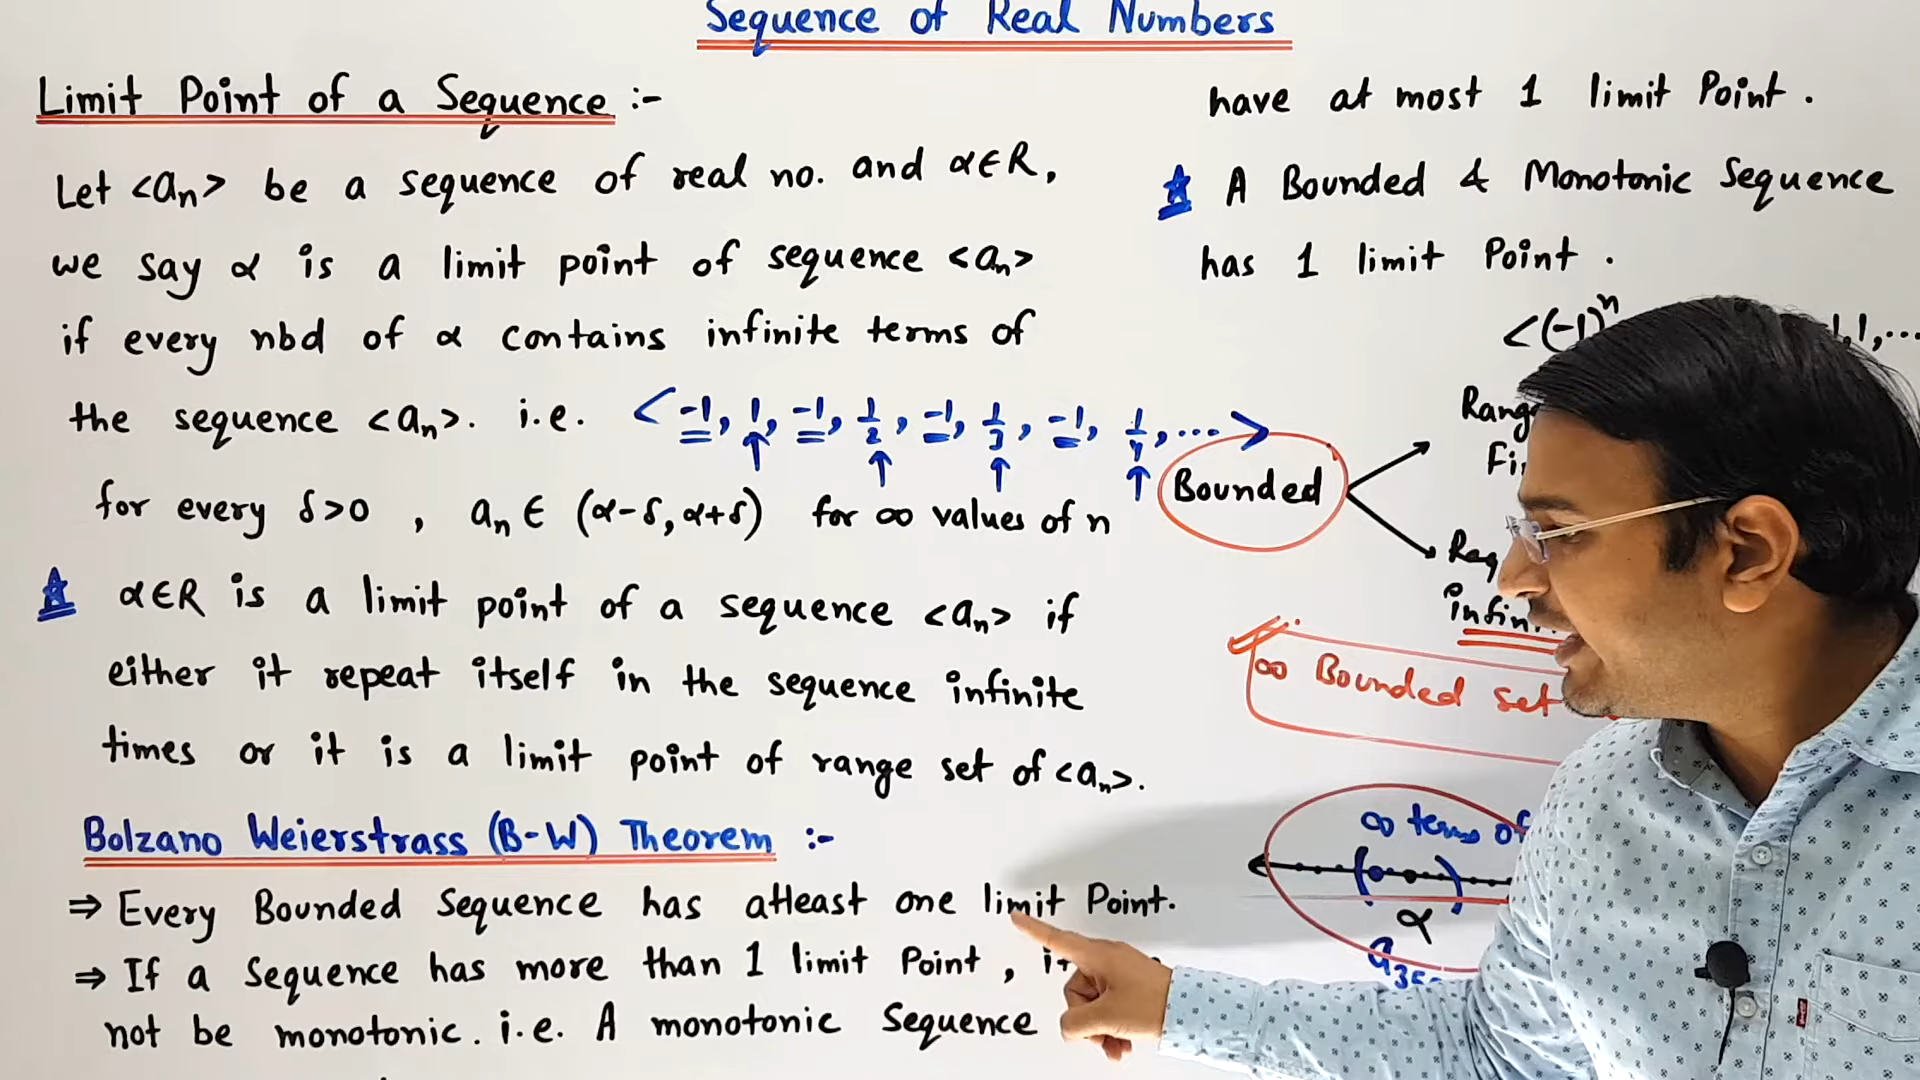 Sequence of Real Numbers
Limit Point of a Sequence :-
Let <aₙ> be a sequence of real no. and α∈R,
we say α is a limit point of sequence <aₙ>
if every nbd of α contains infinite terms of
the sequence <aₙ>. i.e. <-1, 1, -1, 1/2, -1, 1/3, -1, 1/4, ...>
for every δ>0 , aₙ ∈ (α-δ, α+δ) for ∞ values of n
☆ α∈R is a limit point of a sequence <aₙ> if
either it repeat itself in the sequence infinite
times or it is a limit point of range set of <aₙ>.
Bolzano Weierstrass (B-W) Theorem :-
⇒ Every Bounded Sequence has atleast one limit Point.
⇒ If a Sequence has more than 1 limit Point ,
not be monotonic. i.e. A monotonic Sequence
have at most 1 limit Point .
☆ A Bounded & Monotonic Sequence
has 1 limit Point .
<(-1)ⁿ 1, ...
Bounded
∞ Bounded set
∞ terms of
α